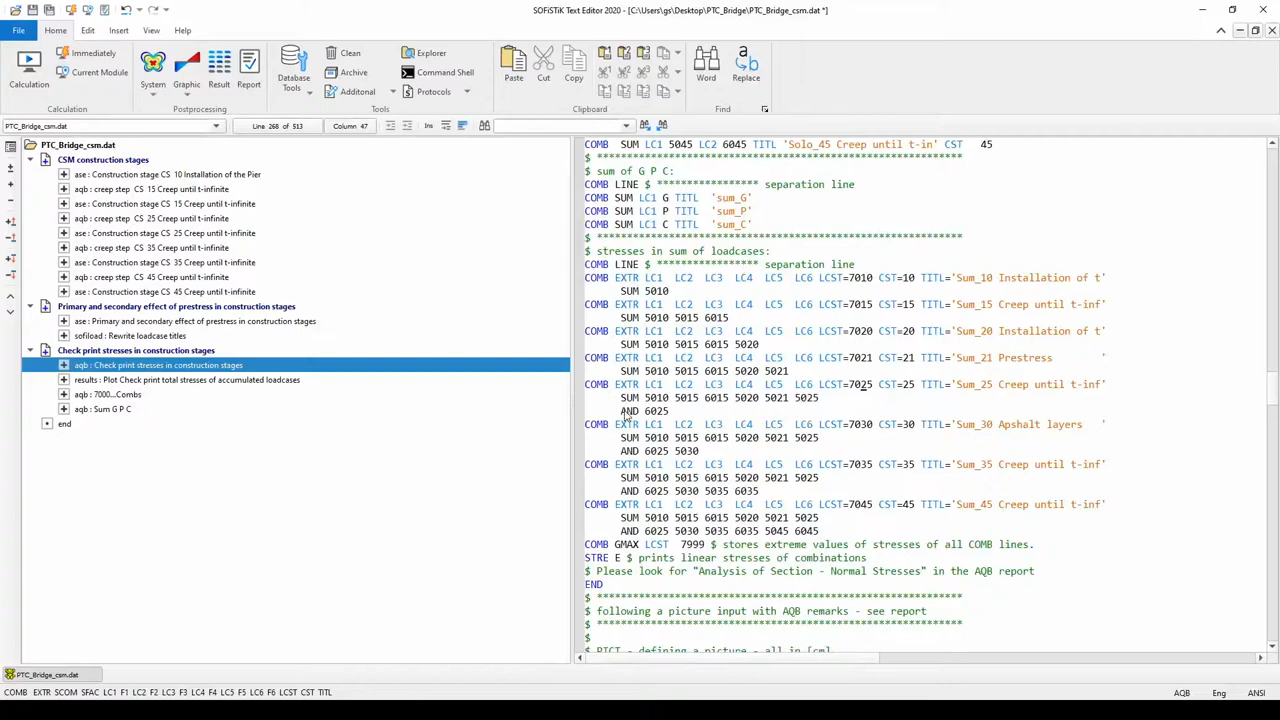 SOFiSTiK Text Editor 2020 - [C:\Users\gs\Desktop\PTC_Bridge\PTC_Bridge_csm.dat *]
File Home Edit Insert View Help
Calculation Immediately Current Module
Calculation
System Graphic Result Report
Postprocessing
Database Tools Clean Archive Additonal Explorer Command Shell Protocols
Tools
Paste Cut Copy
Clipboard
Word Replace
Find
PTC_Bridge_csm.dat Line 268 of 513 Column 47 Ins
PTC_Bridge_csm.dat
CSM construction stages
ase : Construction stage CS 10 Installation of the Pier
aqb : creep step CS 15 Creep until t-infinite
ase : Construction stage CS 15 Creep until t-infinite
aqb : creep step CS 25 Creep until t-infinite
ase : Construction stage CS 25 Creep until t-infinite
aqb : creep step CS 35 Creep until t-infinite
ase : Construction stage CS 35 Creep until t-infinite
aqb : creep step CS 45 Creep until t-infinite
ase : Construction stage CS 45 Creep until t-infinite
Primary and secondary effect of prestress in construction stages
ase : Primary and secondary effect of prestress in construction stages
sofiload : Rewrite loadcase titles
Check print stresses in construction stages
aqb : Check print stresses in construction stages
results : Plot Check print total stresses of accumulated loadcases
aqb : 7000...Combs
aqb : Sum G P C
end
COMB SUM LC1 5045 LC2 6045 TITL 'Solo_45 Creep until t-in' CST 45
$ *************************************************************
$ sum of G P C:
COMB LINE $ ***************** separation line
COMB SUM LC1 G TITL 'sum_G'
COMB SUM LC1 P TITL 'sum_P'
COMB SUM LC1 C TITL 'sum_C'
$ *************************************************************
$ stresses in sum of loadcases:
COMB LINE $ ***************** separation line
COMB EXTR LC1 LC2 LC3 LC4 LC5 LC6 LCST=7010 CST=10 TITL='Sum_10 Installation of t'
SUM 5010
COMB EXTR LC1 LC2 LC3 LC4 LC5 LC6 LCST=7015 CST=15 TITL='Sum_15 Creep until t-inf'
SUM 5010 5015 6015
COMB EXTR LC1 LC2 LC3 LC4 LC5 LC6 LCST=7020 CST=20 TITL='Sum_20 Installation of t'
SUM 5010 5015 6015 5020
COMB EXTR LC1 LC2 LC3 LC4 LC5 LC6 LCST=7021 CST=21 TITL='Sum_21 Prestress '
SUM 5010 5015 6015 5020 5021
COMB EXTR LC1 LC2 LC3 LC4 LC5 LC6 LCST=7025 CST=25 TITL='Sum_25 Creep until t-inf'
SUM 5010 5015 6015 5020 5021 5025
AND 6025
COMB EXTR LC1 LC2 LC3 LC4 LC5 LC6 LCST=7030 CST=30 TITL='Sum_30 Apshalt layers '
SUM 5010 5015 6015 5020 5021 5025
AND 6025 5030
COMB EXTR LC1 LC2 LC3 LC4 LC5 LC6 LCST=7035 CST=35 TITL='Sum_35 Creep until t-inf'
SUM 5010 5015 6015 5020 5021 5025
AND 6025 5030 5035 6035
COMB EXTR LC1 LC2 LC3 LC4 LC5 LC6 LCST=7045 CST=45 TITL='Sum_45 Creep until t-inf'
SUM 5010 5015 6015 5020 5021 5025
AND 6025 5030 5035 6035 5045 6045
COMB GMAX LCST 7999 $ stores extreme values of stresses of all COMB lines.
STRE E $ prints linear stresses of combinations
$ Please look for "Analysis of Section - Normal Stresses" in the AQB report
END
$ *************************************************************
$ following a picture input with AQB remarks - see report
$ *************************************************************
$
$ PICT - defining a picture - all in [cm]
PTC_Bridge_csm.dat
COMB EXTR SCOM SFAC LC1 F1 LC2 F2 LC3 F3 LC4 F4 LC5 F5 LC6 F6 LCST CST TITL AQB Eng ANSI